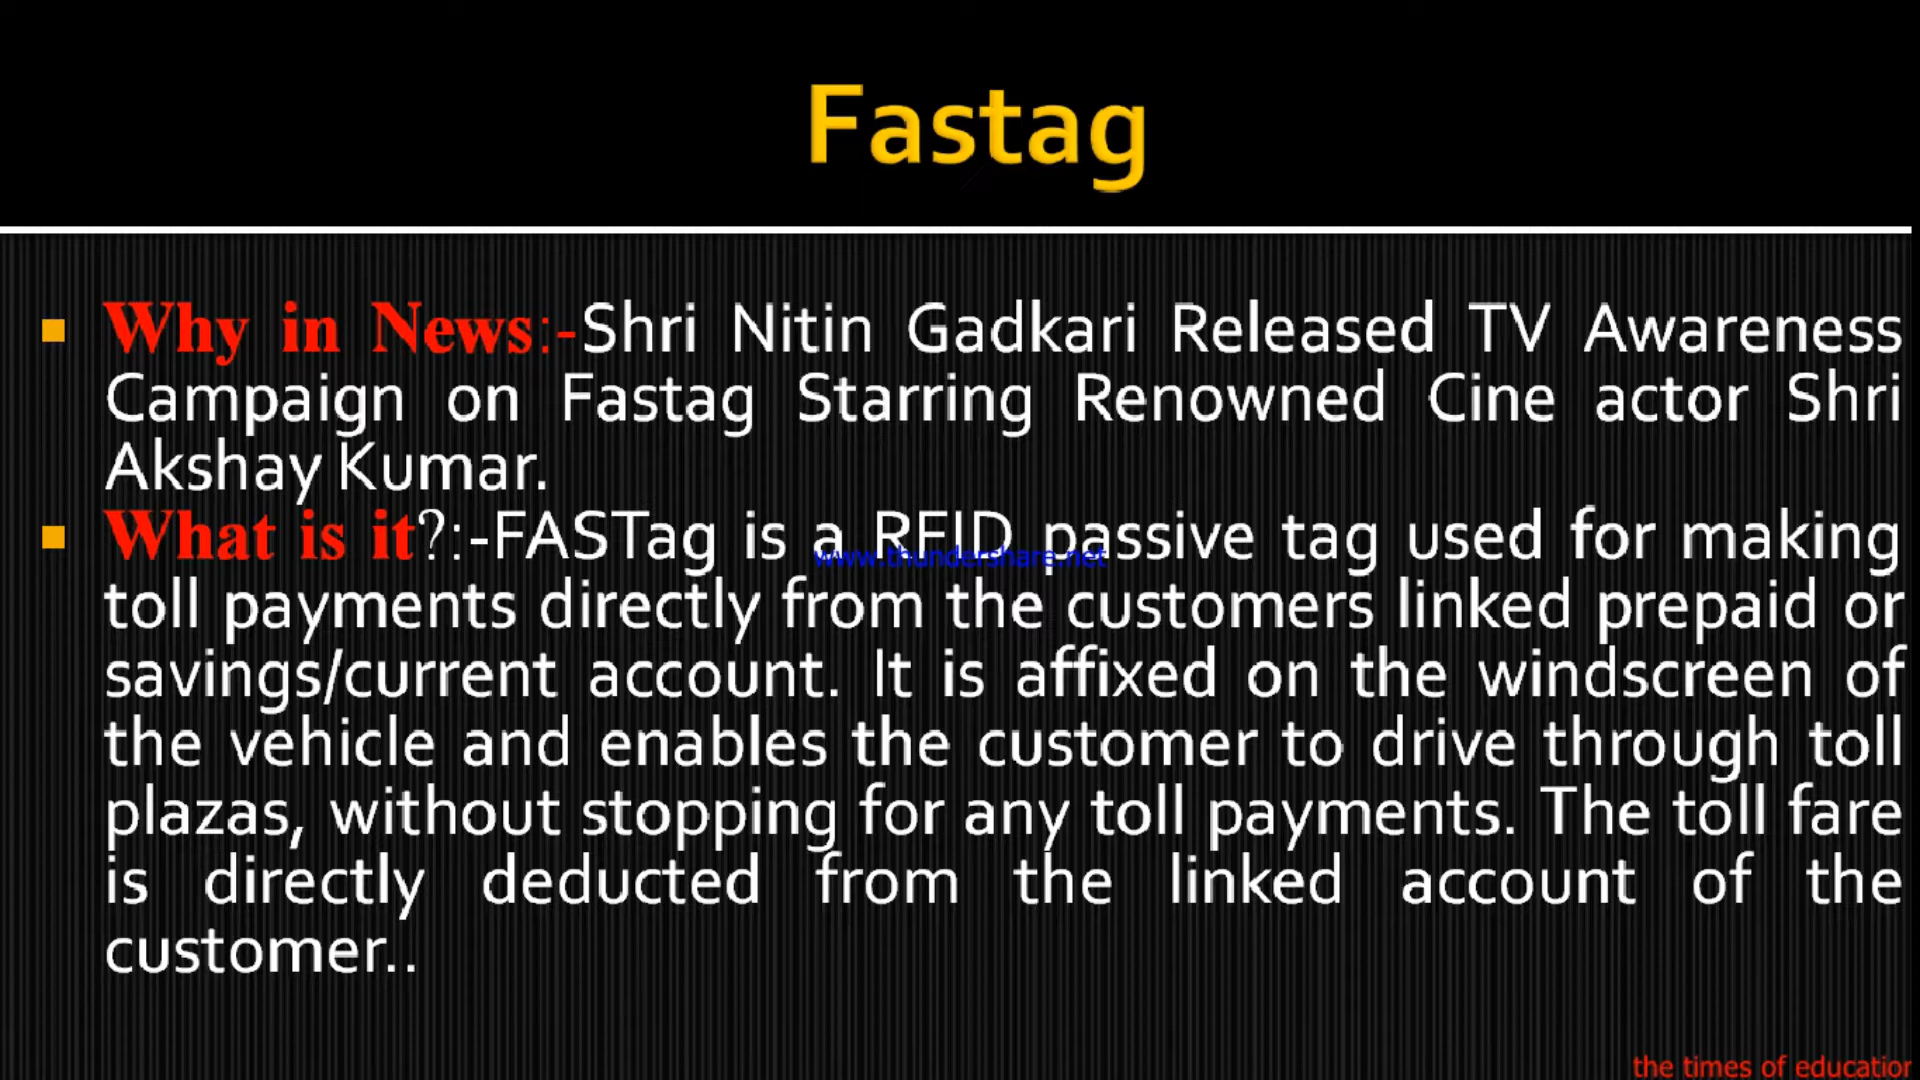 Fastag
Why in News:-Shri Nitin Gadkari Released TV Awareness
Campaign on Fastag Starring Renowned Cine actor Shri
Akshay Kumar.
What is it?:-FASTag is a RFID passive tag used for making
www.thundershare.net
toll payments directly from the customers linked prepaid or
savings/current account. It is affixed on the windscreen of
the vehicle and enables the customer to drive through toll
plazas, without stopping for any toll payments. The toll fare
is directly deducted from the linked account of the
customer..
the times of education